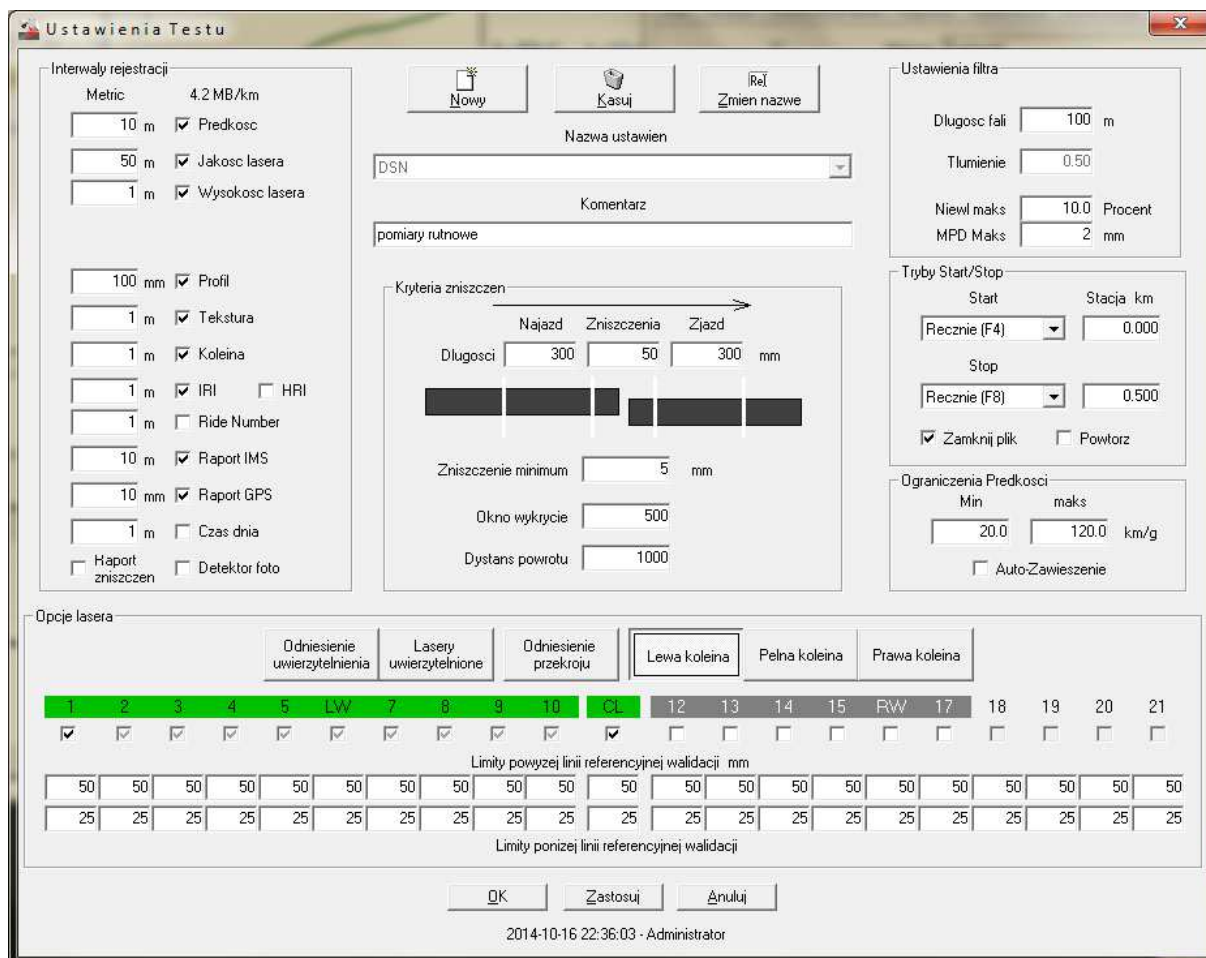 Ustawienia Testu
Interwaly rejestracji
Metric 4.2 MB/km
10 m Predkosc
50 m Jakosc lasera
1 m Wysokosc lasera
100 mm Profil
1 m Tekstura
1 m Koleina
1 m IRI HRI
1 m Ride Number
10 m Raport IMS
10 mm Raport GPS
1 m Czas dnia
Raport zniszczen Detektor foto
Nowy Kasuj ReI Zmien nazwe
Nazwa ustawien
DSN
Komentarz
pomiary rutnowe
Kryteria zniszczen
Najazd Zniszczenia Zjazd
Dlugosci 300 50 300 mm
Zniszczenie minimum 5 mm
Okno wykrycie 500
Dystans powrotu 1000
Ustawienia filtra
Dlugosc fali 100 m
Tlumienie 0.50
Niewl maks 10.0 Procent
MPD Maks 2 mm
Tryby Start/Stop
Start Stacja km
Recznie (F4) 0.000
Stop
Recznie (F8) 0.500
Zamknij plik Powtorz
Ograniczenia Predkosci
Min maks
20.0 120.0 km/g
Auto-Zawieszenie
Opcje lasera
Odniesienie uwierzytelnienia Lasery uwierzytelnione Odniesienie przekroju Lewa koleina Pelna koleina Prawa koleina
1 2 3 4 5 LW 7 8 9 10 CL 12 13 14 15 RW 17 18 19 20 21
Limity powyzej linii referencyjnej walidacji mm
50 50 50 50 50 50 50 50 50 50 50 50 50 50 50 50 50 50 50 50 50
25 25 25 25 25 25 25 25 25 25 25 25 25 25 25 25 25 25 25 25 25
Limity ponizej linii referencyjnej walidacji
OK Zastosuj Anuluj
2014-10-16 22:36:03 - Administrator